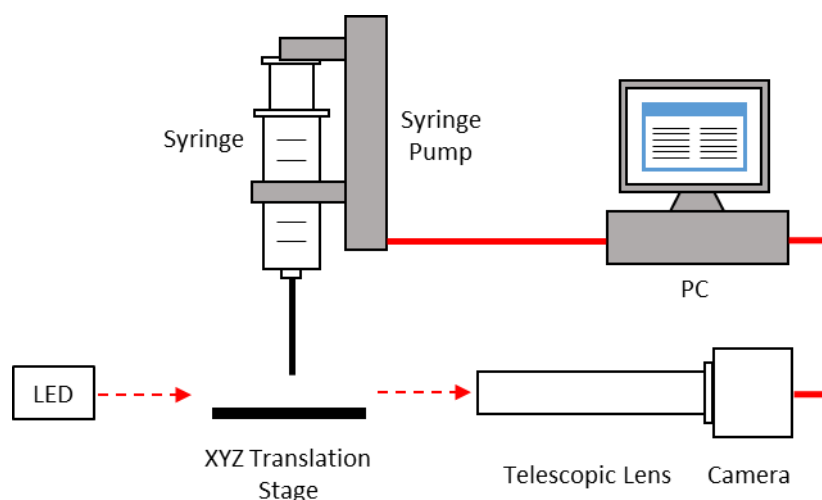 Syringe
Syringe
Pump
PC
LED
XYZ Translation
Stage
Telescopic Lens
Camera